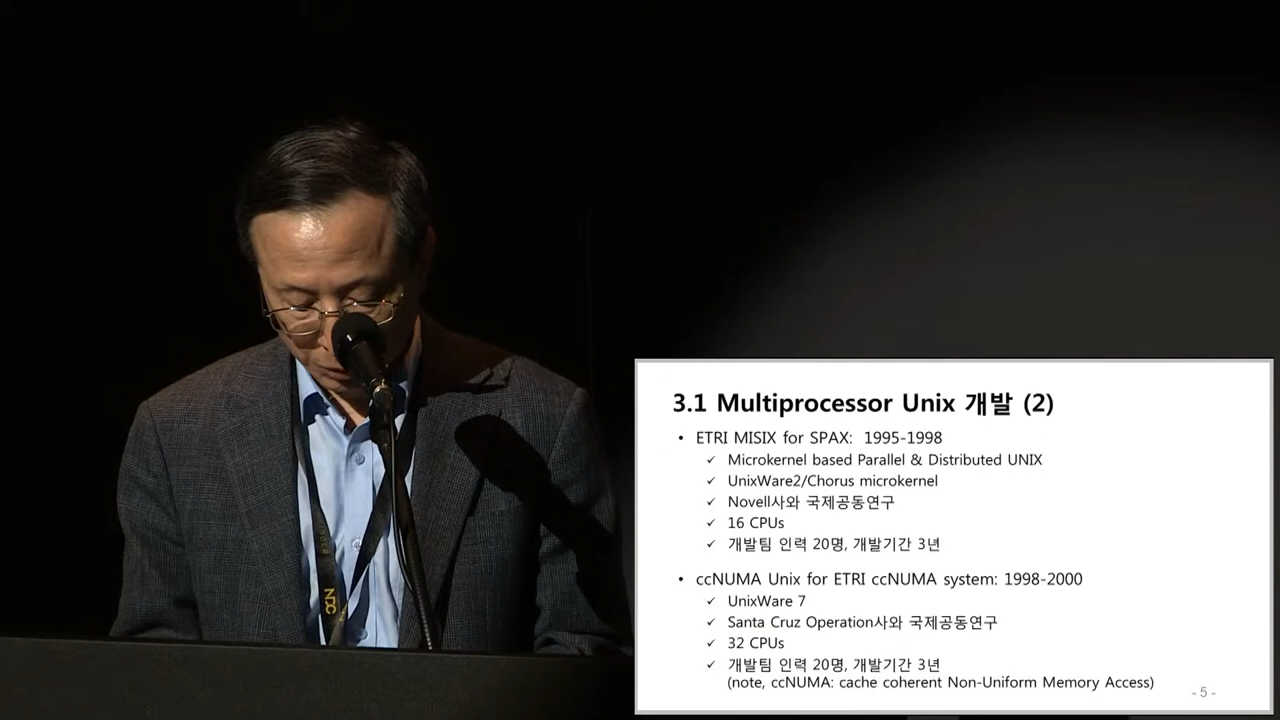 3.1 Multiprocessor Unix 개발 (2)
• ETRI MISIX for SPAX: 1995-1998
✓ Microkernel based Parallel & Distributed UNIX
✓ UnixWare2/Chorus microkernel
✓ Novell사와 국제공동연구
✓ 16 CPUs
✓ 개발팀 인력 20명, 개발기간 3년
• ccNUMA Unix for ETRI ccNUMA system: 1998-2000
✓ UnixWare 7
✓ Santa Cruz Operation사와 국제공동연구
✓ 32 CPUs
✓ 개발팀 인력 20명, 개발기간 3년
(note, ccNUMA: cache coherent Non-Uniform Memory Access)
- 5 -
NDC